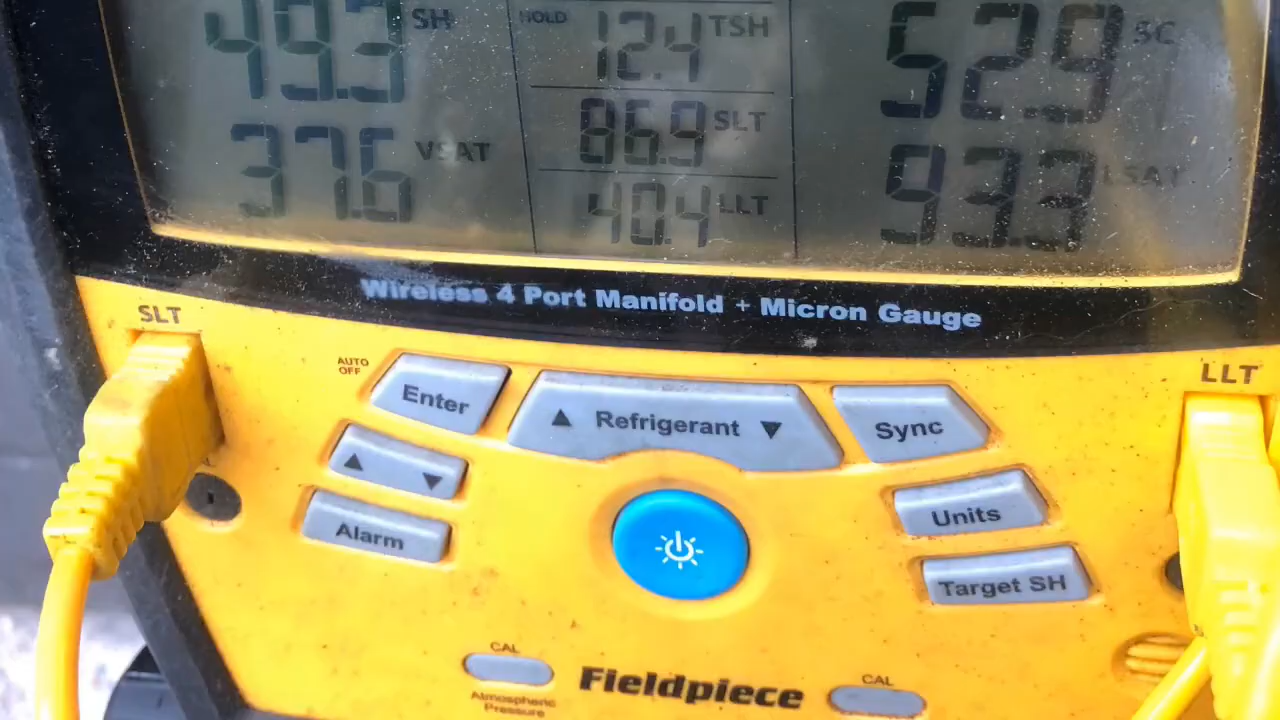 49.3 SH
HOLD 12.4 TSH
52.9 SC
37.6 VSAT
86.9 SLT
40.4 LLT
93.3 LSAT
Wireless 4 Port Manifold + Micron Gauge
SLT
LLT
AUTO
OFF
Enter
▲ Refrigerant ▼
Sync
▲ ▼
Units
Alarm
Target SH
CAL
Atmospheric
Pressure
Fieldpiece
CAL